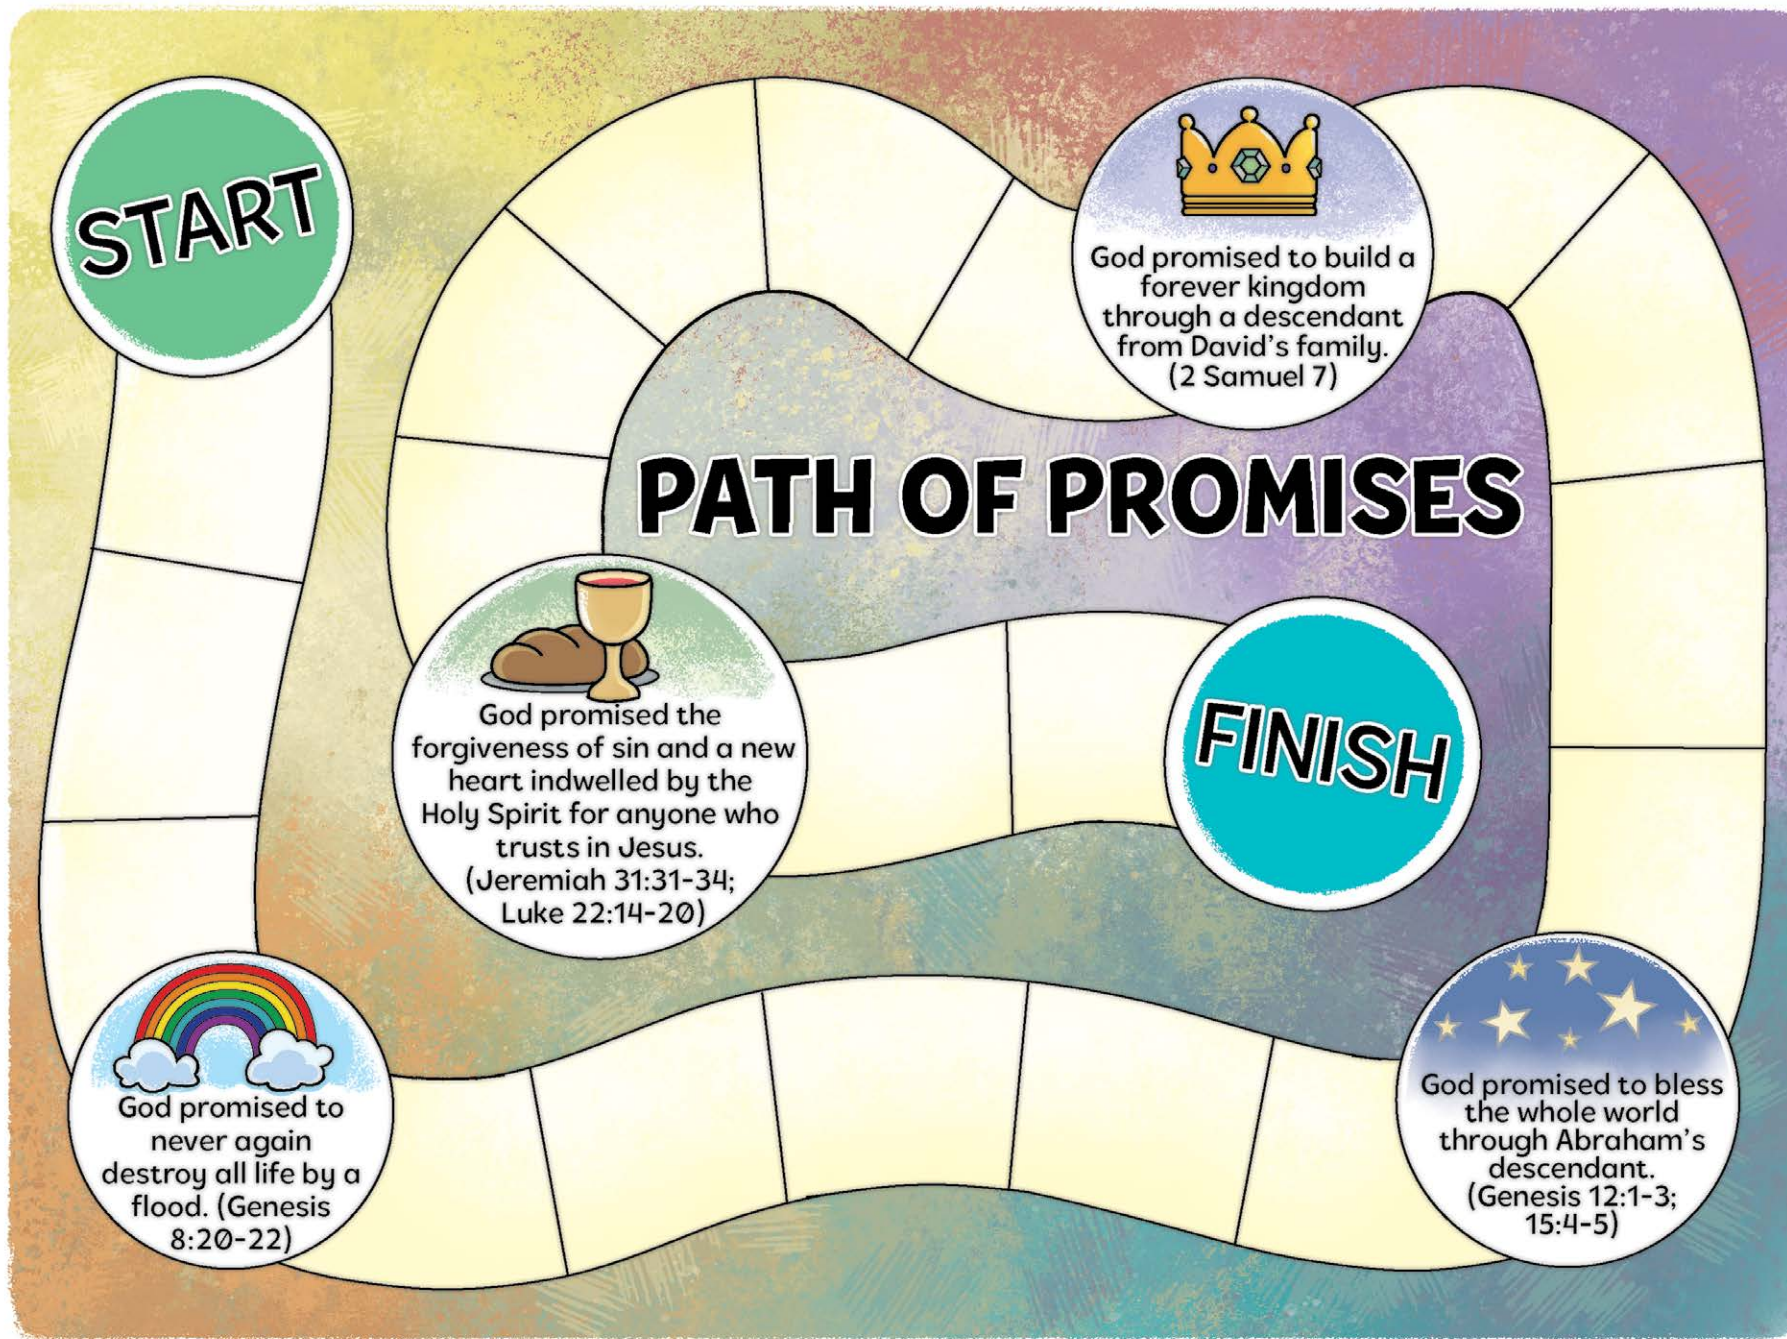 START
God promised to build a
forever kingdom
through a descendant
from David's family.
(2 Samuel 7)
PATH OF PROMISES
God promised the
forgiveness of sin and a new
heart indwelled by the
Holy Spirit for anyone who
trusts in Jesus.
(Jeremiah 31:31-34;
Luke 22:14-20)
FINISH
God promised to
never again
destroy all life by a
flood. (Genesis
8:20-22)
God promised to bless
the whole world
through Abraham's
descendant.
(Genesis 12:1-3;
15:4-5)